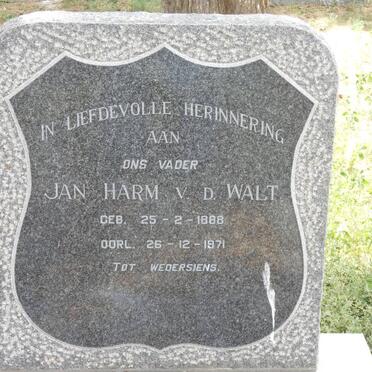 IN LIEFDEVOLLE HERINNERING
AAN
ONS VADER
JAN HARM V. D. WALT
GEB. 25-2-1888
OORL. 26-12-1971
TOT WEDERSIENS.